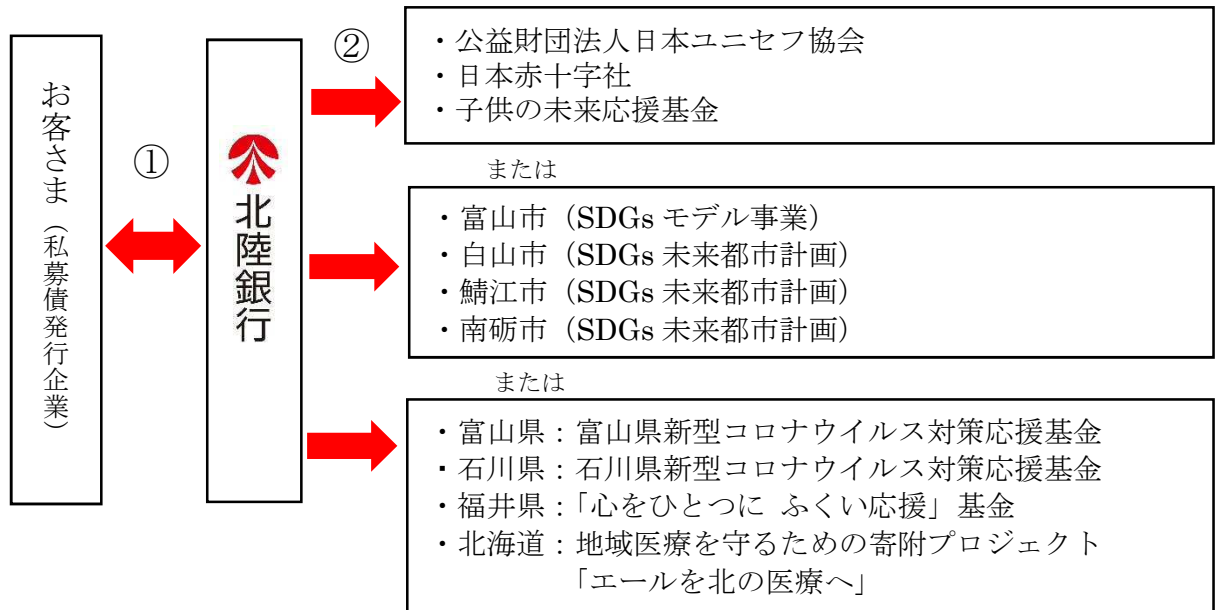 お客さま（私募債発行企業）
①
北陸銀行
②
・公益財団法人日本ユニセフ協会
・日本赤十字社
・子供の未来応援基金
または
・富山市（SDGs モデル事業）
・白山市（SDGs 未来都市計画）
・鯖江市（SDGs 未来都市計画）
・南砺市（SDGs 未来都市計画）
または
・富山県：富山県新型コロナウイルス対策応援基金
・石川県：石川県新型コロナウイルス対策応援基金
・福井県：「心をひとつに ふくい応援」基金
・北海道：地域医療を守るための寄附プロジェクト
「エールを北の医療へ」